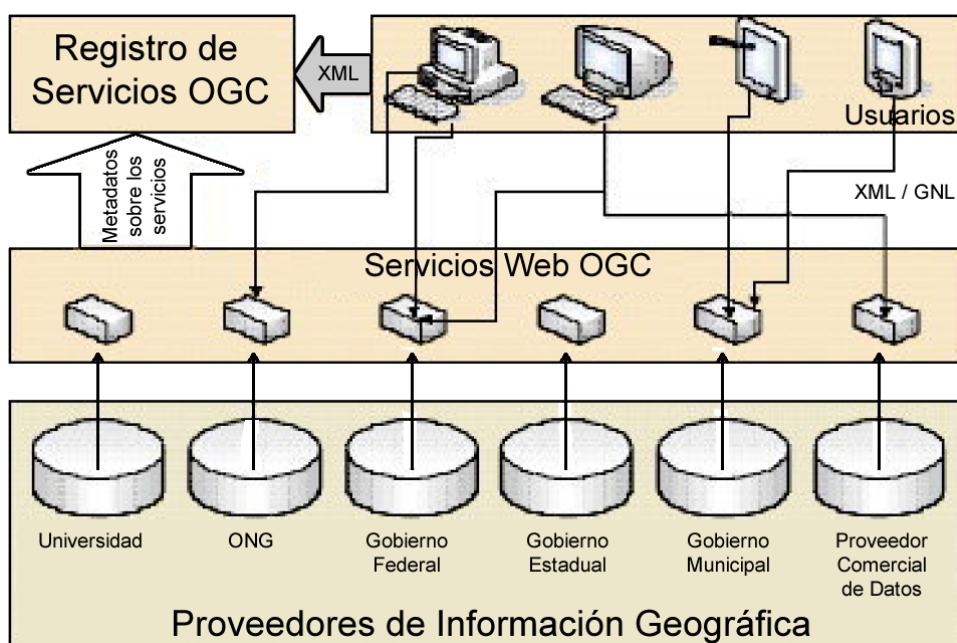 Registro de
Servicios OGC
XML
Usuarios
Metadatos
sobre los
servicios
XML / GNL
Servicios Web OGC
Universidad
ONG
Gobierno
Federal
Gobierno
Estadual
Gobierno
Municipal
Proveedor
Comercial
de Datos
Proveedores de Información Geográfica